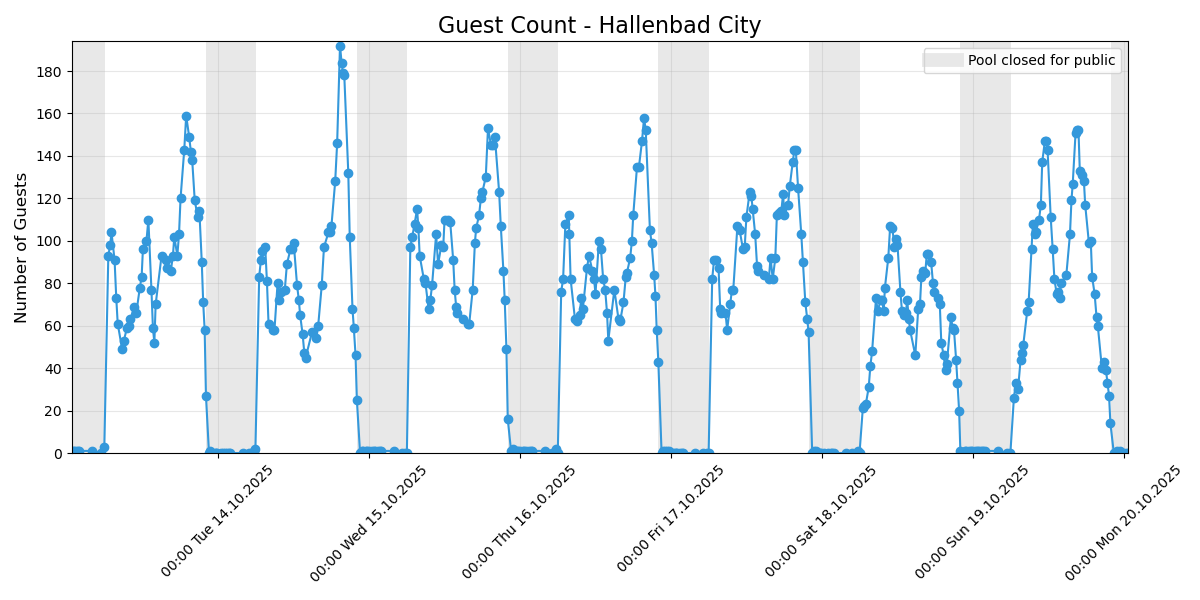 Guest Count - Hallenbad City
Pool closed for public
Number of Guests
180
160
140
120
100
80
60
40
20
0
00:00 Tue 14.10.2025
00:00 Wed 15.10.2025
00:00 Thu 16.10.2025
00:00 Fri 17.10.2025
00:00 Sat 18.10.2025
00:00 Sun 19.10.2025
00:00 Mon 20.10.2025